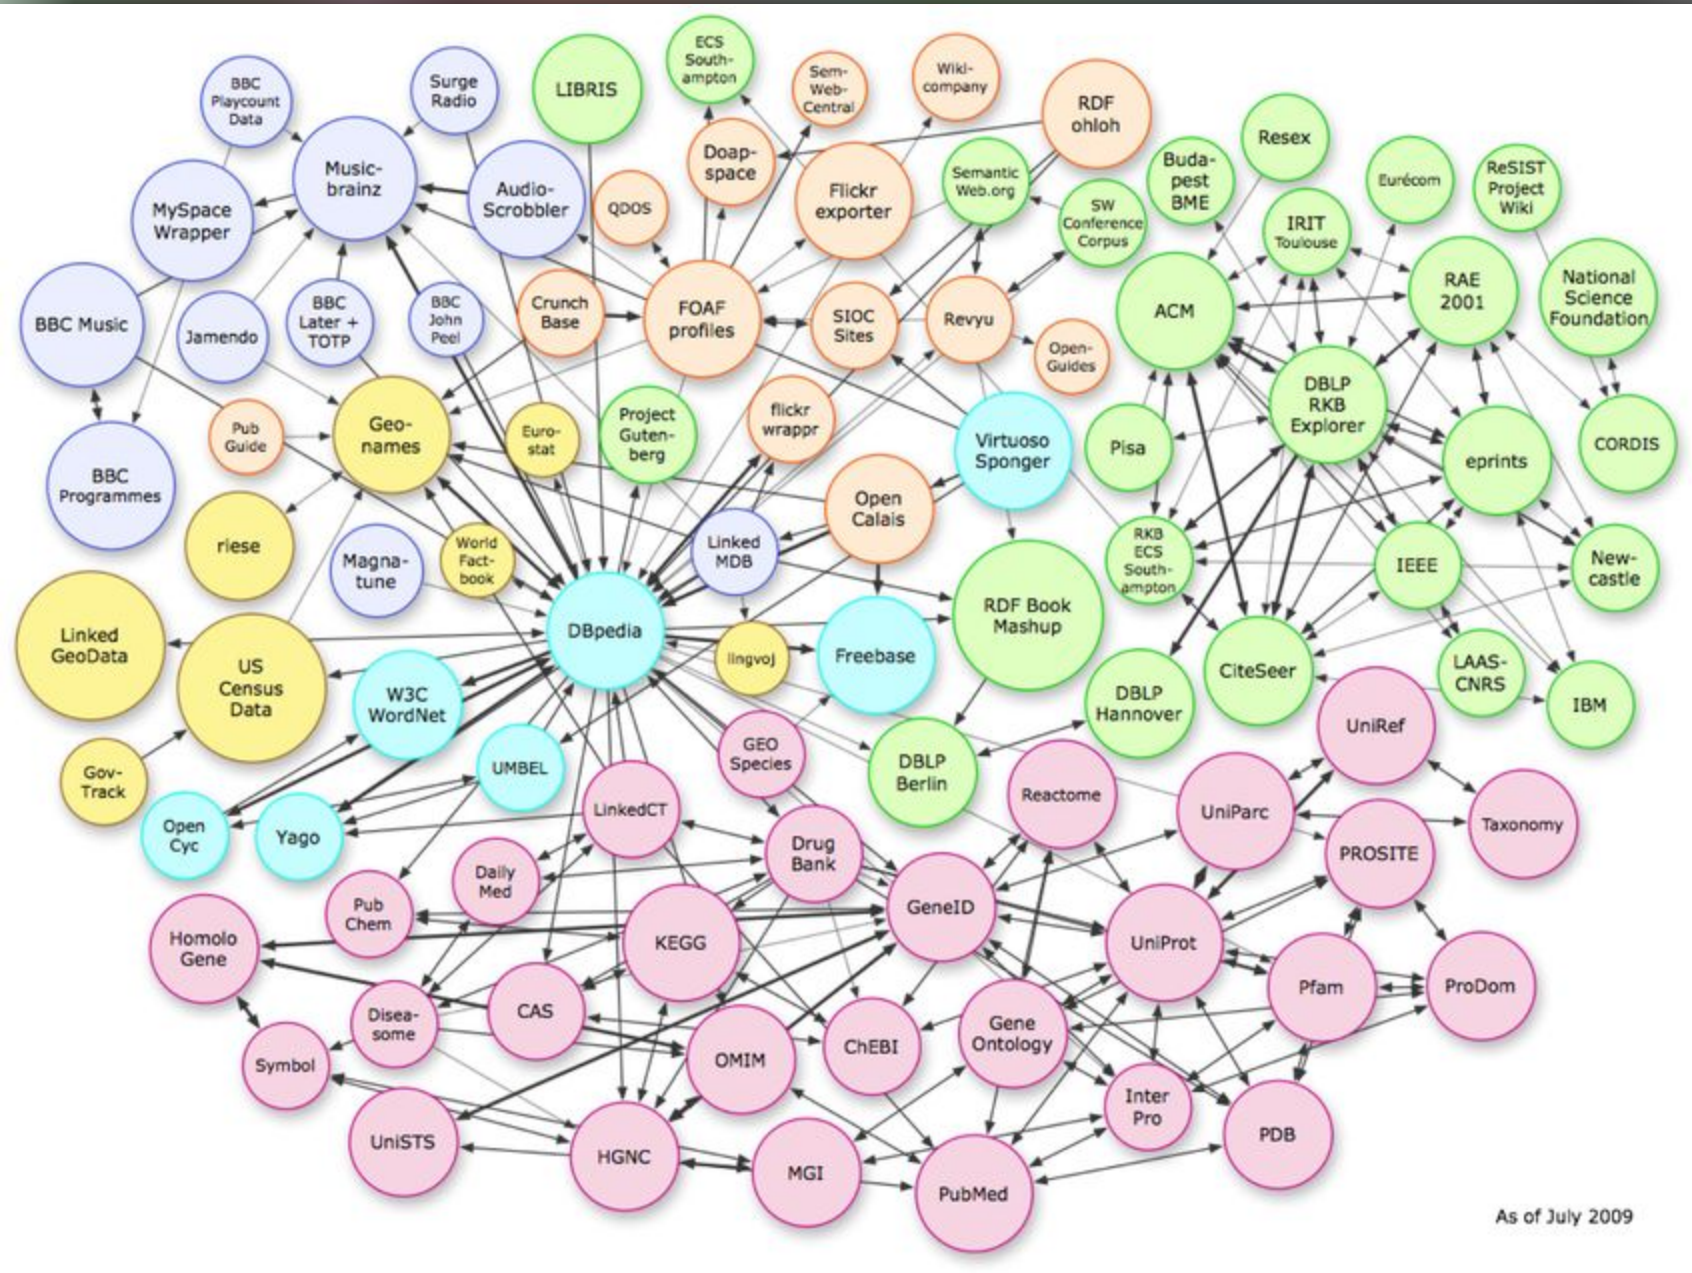 BBC
Playcount
Data
Surge
Radio
LIBRIS
ECS
South-
ampton
Sem-
Web-
Central
Wiki-
company
RDF
ohloh
Resex
Music-
brainz
Doap-
space
Semantic
Web.org
Buda-
pest
BME
Eurécom
ReSIST
Project
Wiki
MySpace
Wrapper
Audio-
Scrobbler
QDOS
Flickr
exporter
SW
Conference
Corpus
IRIT
Toulouse
BBC Music
Jamendo
BBC
Later +
TOTP
BBC
John
Peel
Crunch
Base
FOAF
profiles
SIOC
Sites
Revyu
Open-
Guides
ACM
RAE
2001
National
Science
Foundation
Pub
Guide
Geo-
names
Euro-
stat
Project
Guten-
berg
flickr
wrappr
Virtuoso
Sponger
Pisa
DBLP
RKB
Explorer
eprints
CORDIS
BBC
Programmes
riese
Magna-
tune
World
Fact-
book
Linked
MDB
Open
Calais
RKB
ECS
South-
ampton
IEEE
New-
castle
Linked
GeoData
US
Census
Data
W3C
WordNet
DBpedia
lingvoj
Freebase
RDF Book
Mashup
DBLP
Hannover
CiteSeer
LAAS-
CNRS
IBM
Gov-
Track
Open
Cyc
Yago
UMBEL
GEO
Species
DBLP
Berlin
Reactome
UniParc
UniRef
Taxonomy
LinkedCT
Drug
Bank
PROSITE
Daily
Med
Pub
Chem
Homolo
Gene
KEGG
GeneID
UniProt
Pfam
ProDom
Disea-
some
CAS
Symbol
OMIM
ChEBI
Gene
Ontology
Inter
Pro
PDB
UniSTS
HGNC
MGI
PubMed
As of July 2009